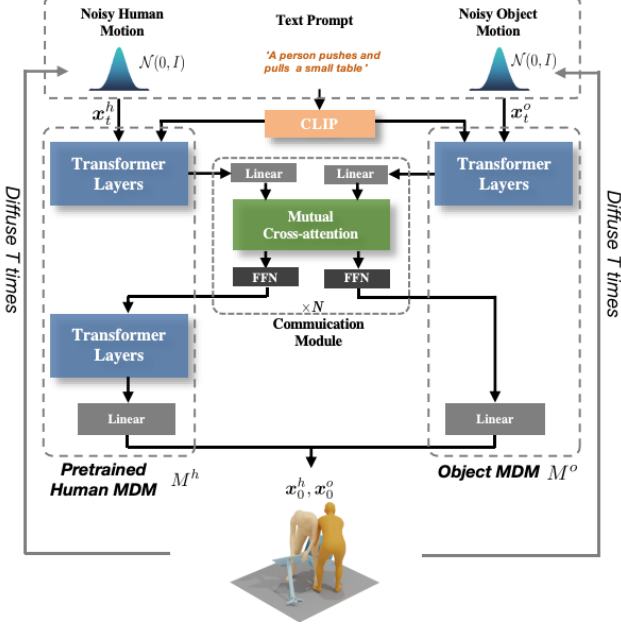 Noisy Human
Motion
Text Prompt
Noisy Object
Motion
𝒩(0, I)
'A person pushes and
pulls a small table'
𝒩(0, I)
x_t^h
x_t^o
CLIP
Transformer
Layers
Linear
Linear
Transformer
Layers
Mutual
Cross-attention
FFN
FFN
×N
Commuication
Module
Transformer
Layers
Linear
Linear
Pretrained
Human MDM M^h
Object MDM M^o
x_0^h, x_0^o
Diffuse T times
Diffuse T times